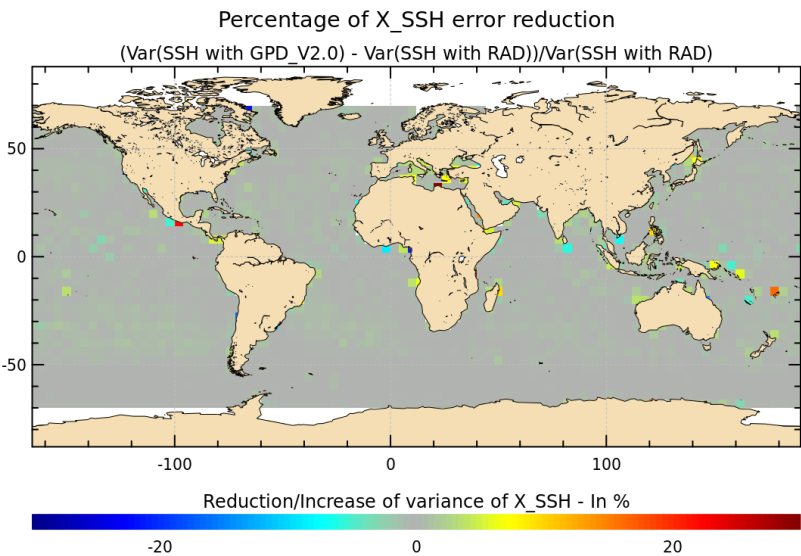 Percentage of X_SSH error reduction
(Var(SSH with GPD_V2.0) - Var(SSH with RAD))/Var(SSH with RAD)
50
0
-50
-100 0 100
Reduction/Increase of variance of X_SSH - In %
-20 0 20